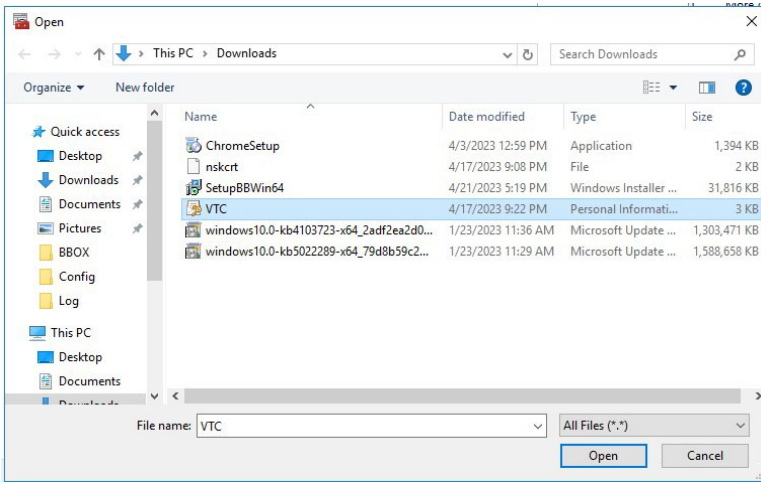 Open
This PC > Downloads
Search Downloads
Organize New folder
Name Date modified Type Size
Quick access
Desktop
Downloads
Documents
Pictures
BBOX
Config
Log
This PC
Desktop
Documents
ChromeSetup 4/3/2023 12:59 PM Application 1,394 KB
nskcrt 4/17/2023 9:08 PM File 2 KB
SetupBBWin64 4/21/2023 5:19 PM Windows Installer ... 31,816 KB
VTC 4/17/2023 9:22 PM Personal Informati... 3 KB
windows10.0-kb4103723-x64_2adf2ea2d0... 1/23/2023 11:36 AM Microsoft Update ... 1,303,471 KB
windows10.0-kb5022289-x64_79d8b59c2... 1/23/2023 11:29 AM Microsoft Update ... 1,588,658 KB
File name: VTC All Files (*.*)
Open Cancel